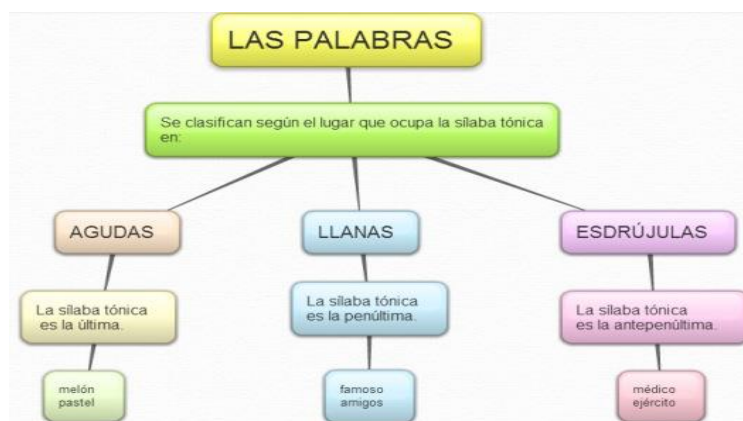 LAS PALABRAS
Se clasifican según el lugar que ocupa la sílaba tónica
en:
AGUDAS
LLANAS
ESDRÚJULAS
La sílaba tónica
es la última.
La sílaba tónica
es la penúltima.
La sílaba tónica
es la antepenúltima.
melón
pastel
famoso
amigos
médico
ejército